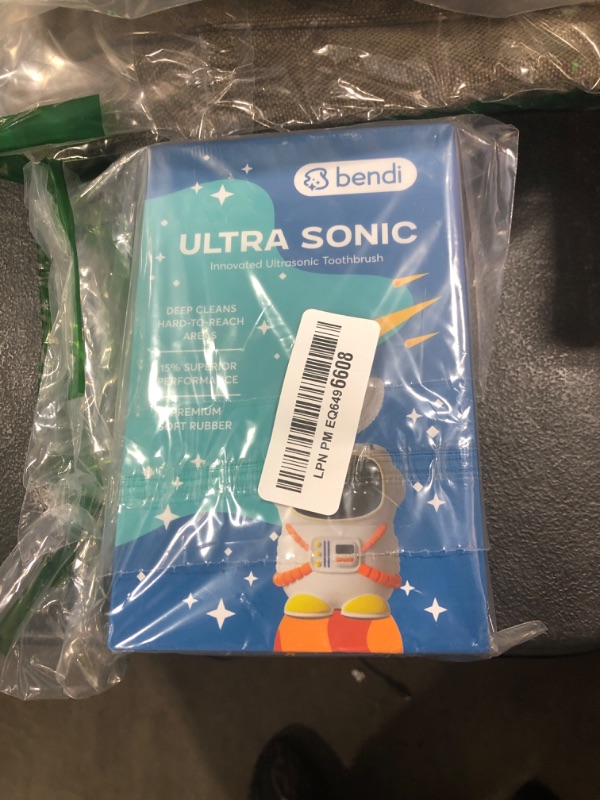 bendi
ULTRA SONIC
Innovated Ultrasonic Toothbrush
DEEP CLEANS
HARD-TO-REACH
AREAS
15% SUPERIOR
PERFORMANCE
PREMIUM
SOFT RUBBER
LPN PM EQ6496608